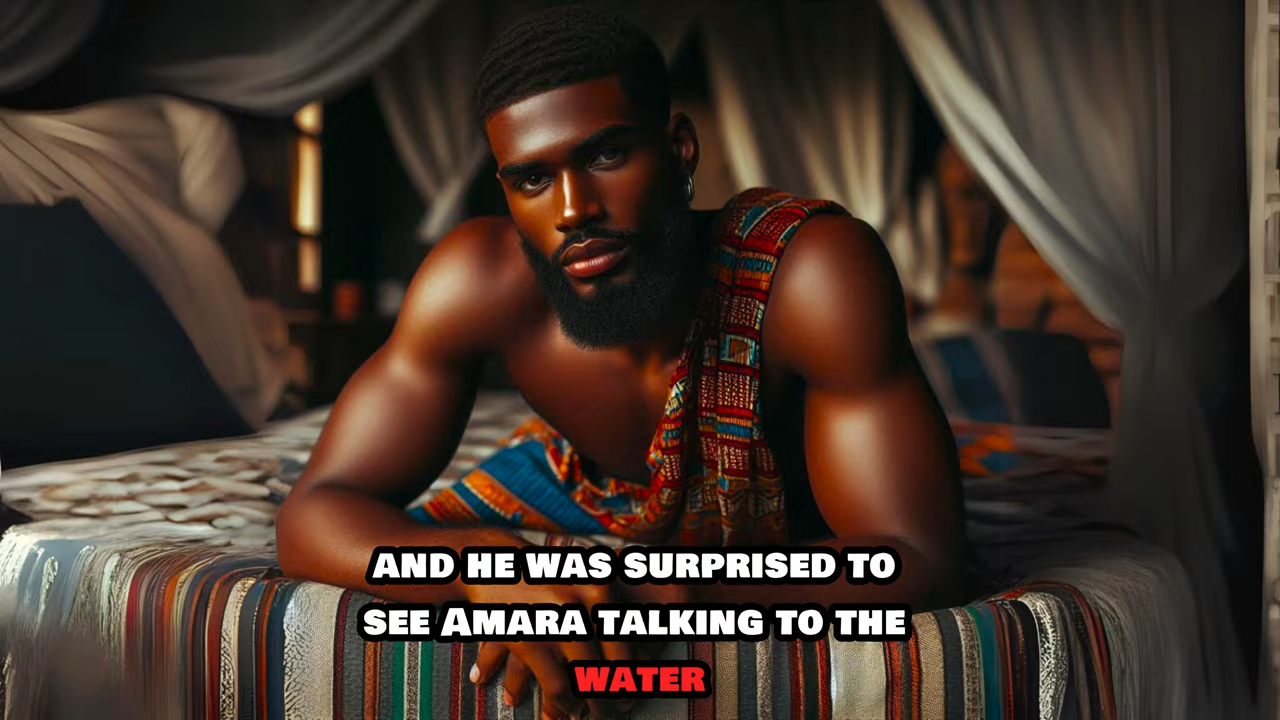 AND HE WAS SURPRISED TO
SEE AMARA TALKING TO THE
WATER